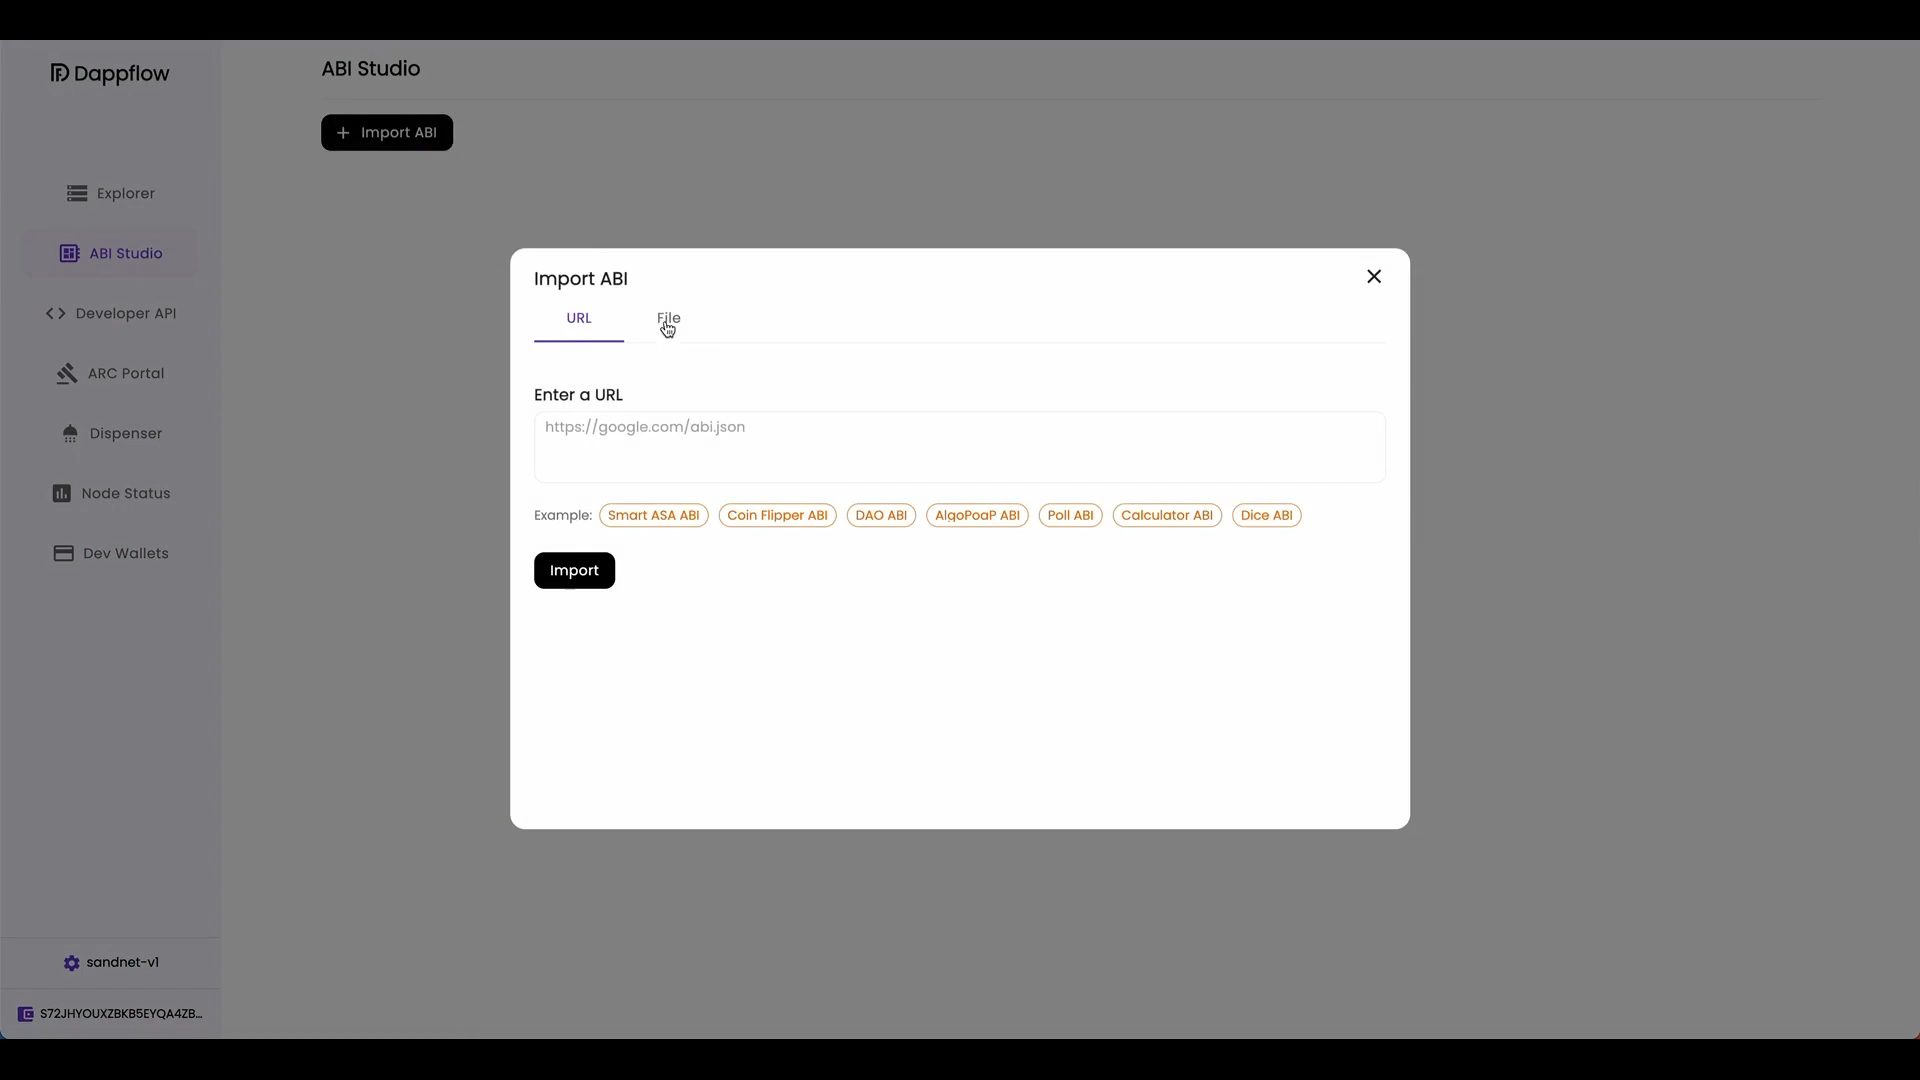 Dappflow
Explorer
ABI Studio
Developer API
ARC Portal
Dispenser
Node Status
Dev Wallets
sandnet-v1
S72JHYOUXZBKB5EYQA4ZB...
ABI Studio
+ Import ABI
Import ABI
URL File
Enter a URL
https://google.com/abi.json
Example: Smart ASA ABI Coin Flipper ABI DAO ABI AlgoPoaP ABI Poll ABI Calculator ABI Dice ABI
Import